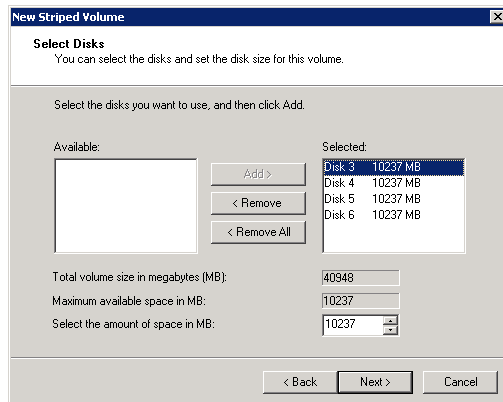 New Striped Volume
Select Disks
You can select the disks and set the disk size for this volume.
Select the disks you want to use, and then click Add.
Available:
Selected:
Add >
< Remove
< Remove All
Disk 3 10237 MB
Disk 4 10237 MB
Disk 5 10237 MB
Disk 6 10237 MB
Total volume size in megabytes (MB): 40948
Maximum available space in MB: 10237
Select the amount of space in MB: 10237
< Back Next > Cancel